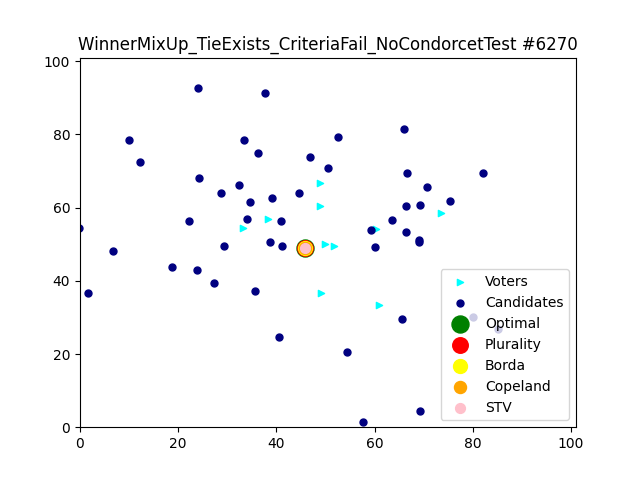 WinnerMixUp_TieExists_CriteriaFail_NoCondorcetTest #6270
100
80
60
40
20
0
0 20 40 60 80 100
Voters
Candidates
Optimal
Plurality
Borda
Copeland
STV